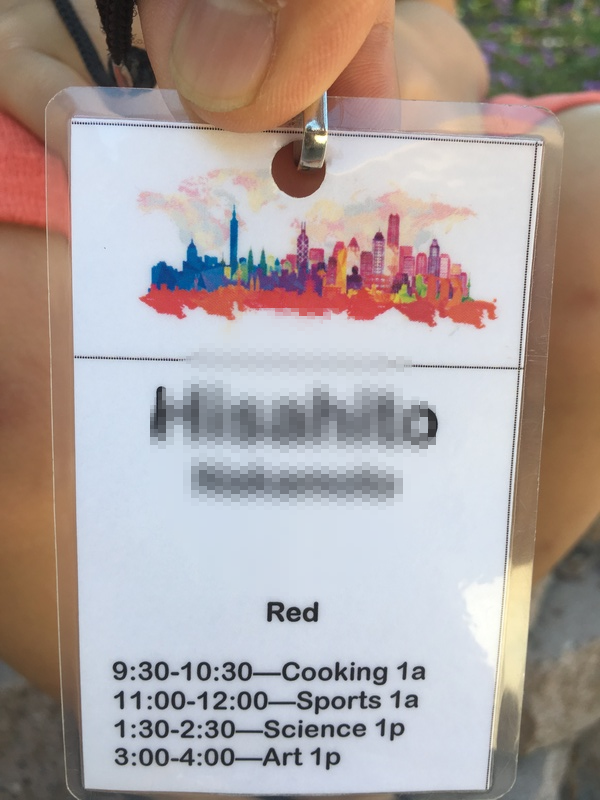 Red
9:30-10:30—Cooking 1a
11:00-12:00—Sports 1a
1:30-2:30—Science 1p
3:00-4:00—Art 1p